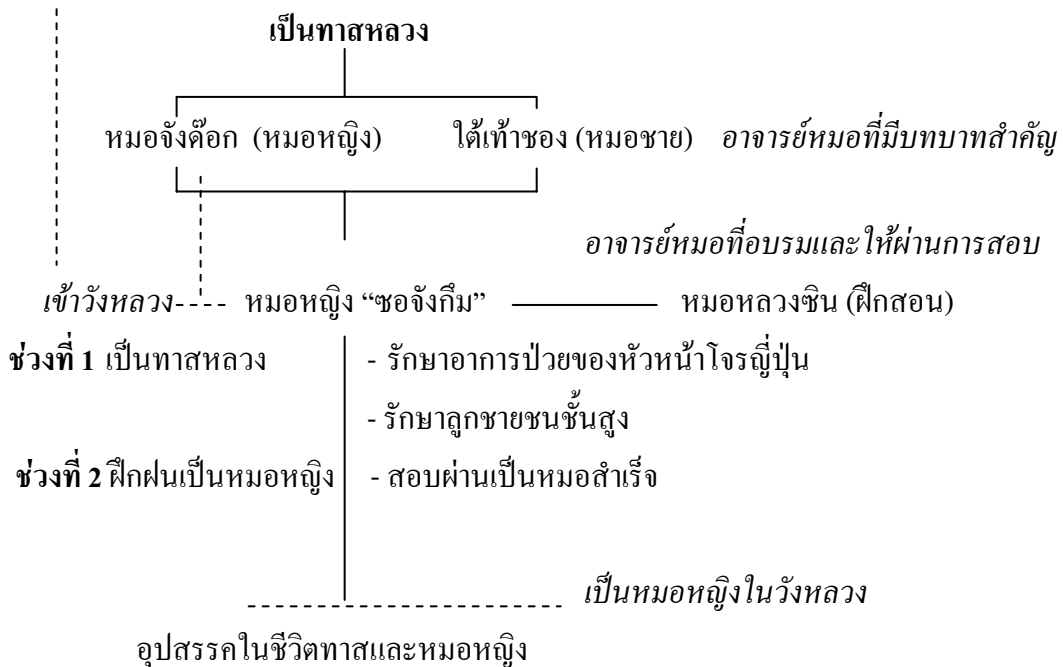 เป็นทาสหลวง
หมอจังด๊อก (หมอหญิง) ใต้เท้าชอง (หมอชาย) อาจารย์หมอที่มีบทบาทสำคัญ
อาจารย์หมอที่อบรมและให้ผ่านการสอบ
เข้าวังหลวง หมอหญิง “ซอจังกึม” หมอหลวงซิน (ฝึกสอน)
ช่วงที่ 1 เป็นทาสหลวง - รักษาอาการป่วยของหัวหน้าโจรญี่ปุ่น
- รักษาลูกชายชนชั้นสูง
ช่วงที่ 2 ฝึกฝนเป็นหมอหญิง - สอบผ่านเป็นหมอสำเร็จ
เป็นหมอหญิงในวังหลวง
อุปสรรคในชีวิตทาสและหมอหญิง